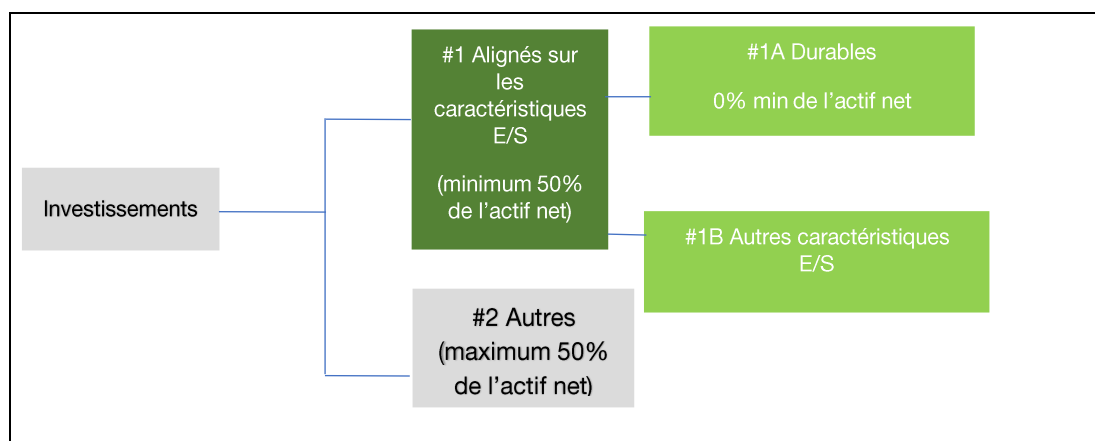 Investissements
#1 Alignés sur
les
caractéristiques
E/S
(minimum 50%
de l’actif net)
#1A Durables
0% min de l’actif net
#1B Autres caractéristiques
E/S
#2 Autres
(maximum 50%
de l’actif net)